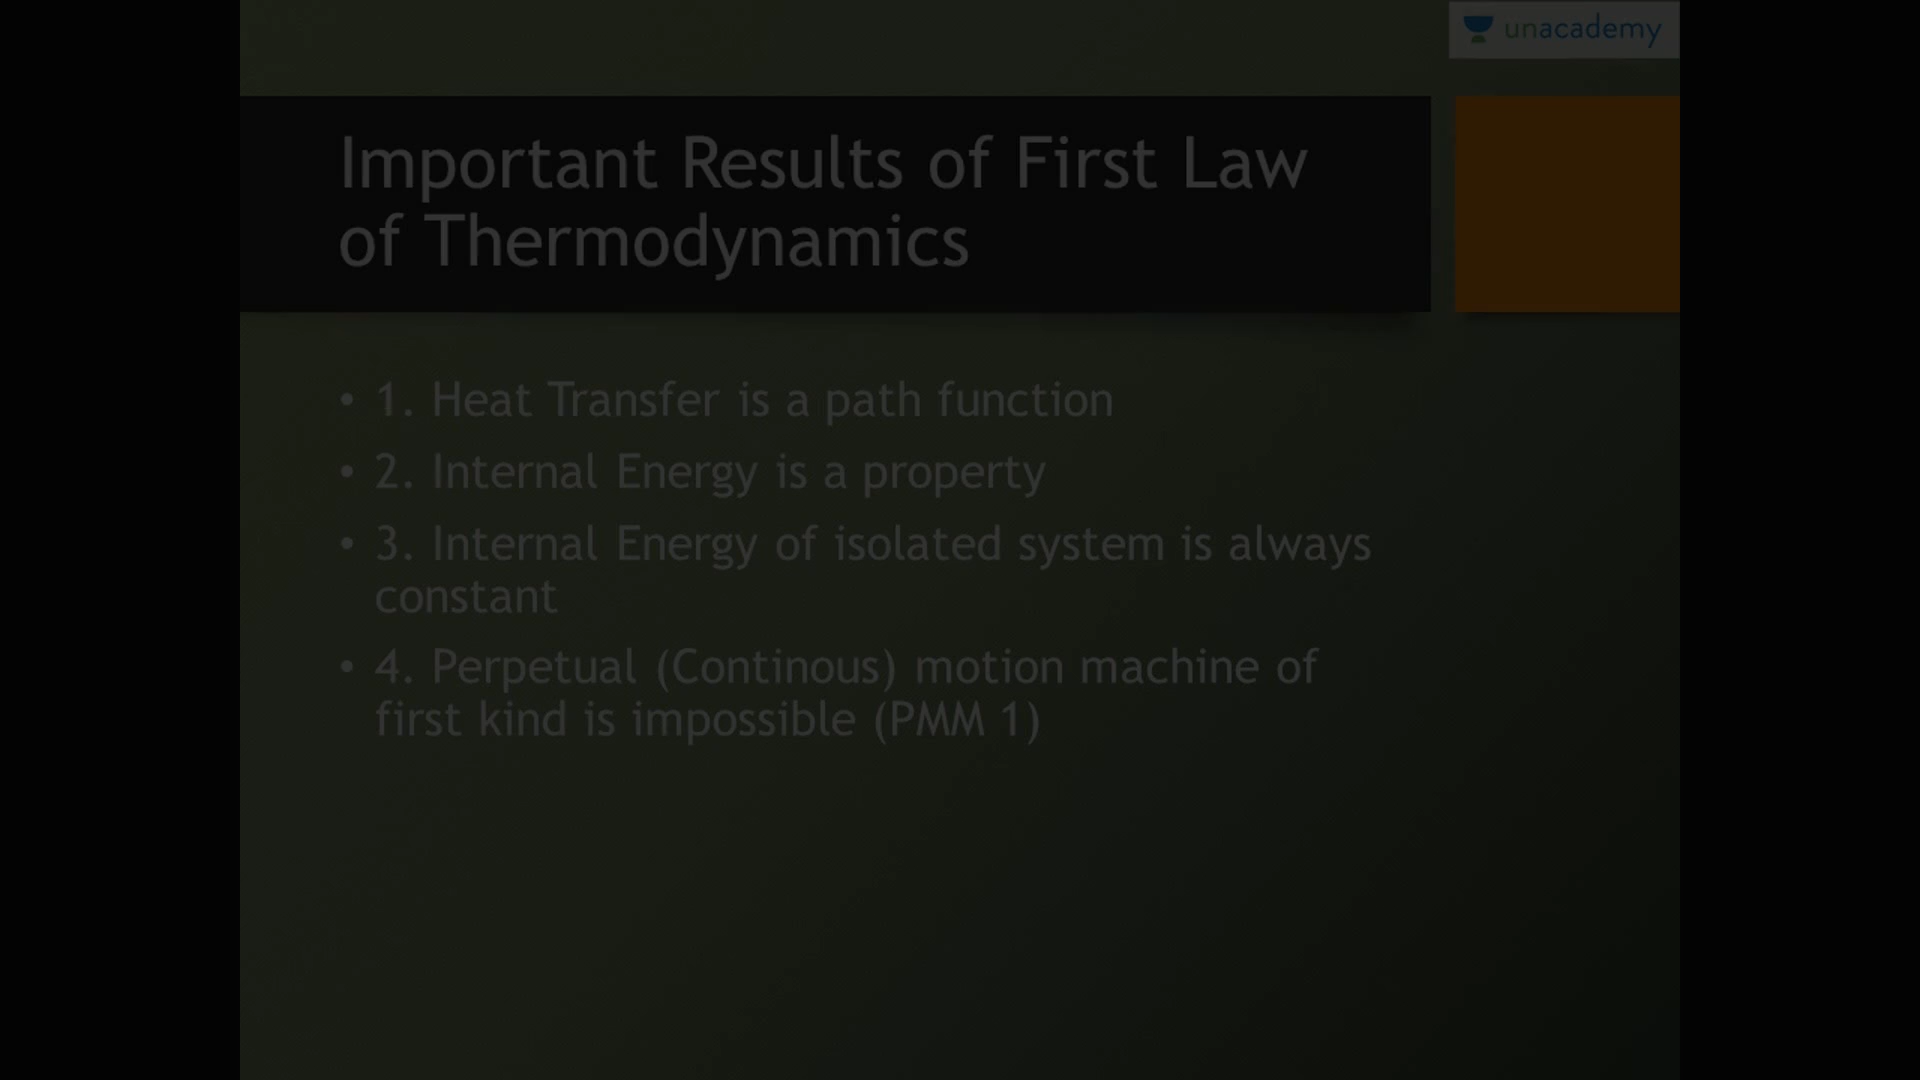 unacademy
Important Results of First Law
of Thermodynamics
• 1. Heat Transfer is a path function
• 2. Internal Energy is a property
• 3. Internal Energy of isolated system is always
constant
• 4. Perpetual (Continous) motion machine of
first kind is impossible (PMM 1)